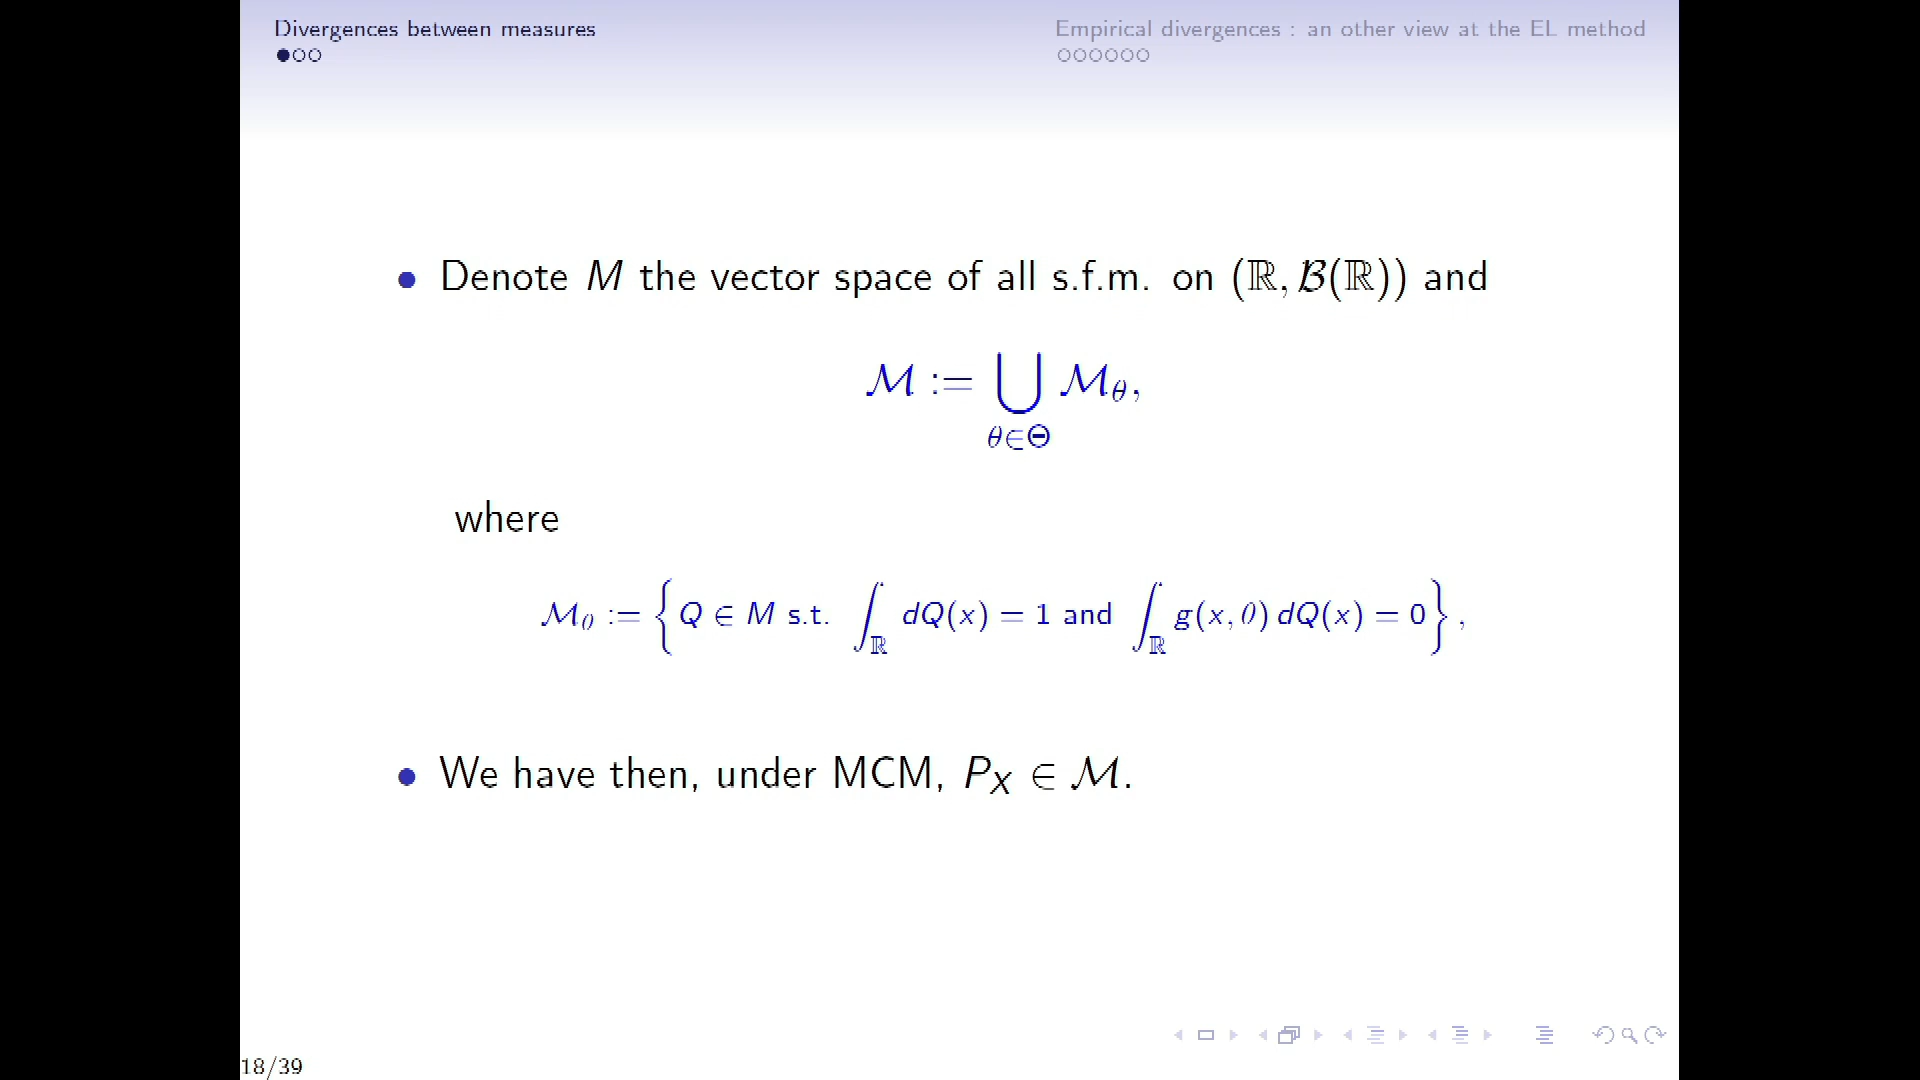 Divergences between measures
Empirical divergences : an other view at the EL method
• Denote M the vector space of all s.f.m. on (ℝ, ℬ(ℝ)) and
ℳ := ⋃ ℳ_θ,
θ∈Θ
where
ℳ_θ := { Q ∈ M s.t. ∫_ℝ dQ(x) = 1 and ∫_ℝ g(x, θ) dQ(x) = 0 } ,
• We have then, under MCM, P_X ∈ ℳ.
18/39